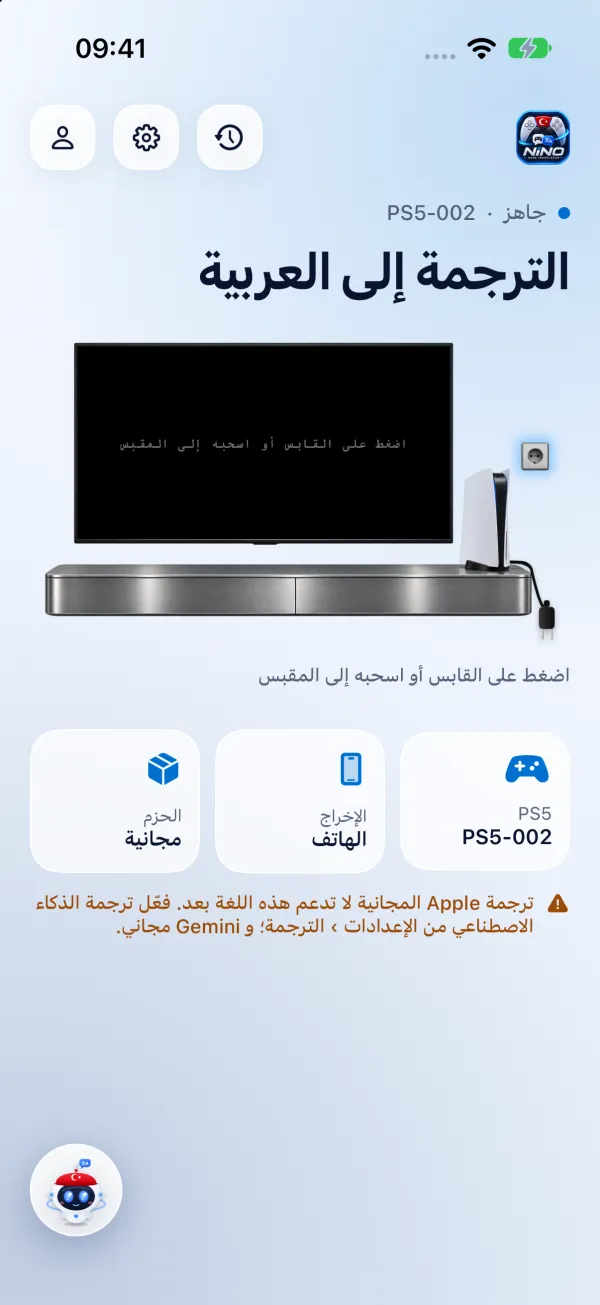 09:41
NiNO
جاهز · PS5-002
الترجمة إلى العربية
اضغط على القابس أو اسحبه إلى المقبس
اضغط على القابس أو اسحبه إلى المقبس
PS5
PS5-002
الإخراج
الهاتف
الحزم
مجانية
ترجمة Apple المجانية لا تدعم هذه اللغة بعد. فعّل ترجمة الذكاء
الاصطناعي من الإعدادات › الترجمة؛ و Gemini مجاني.